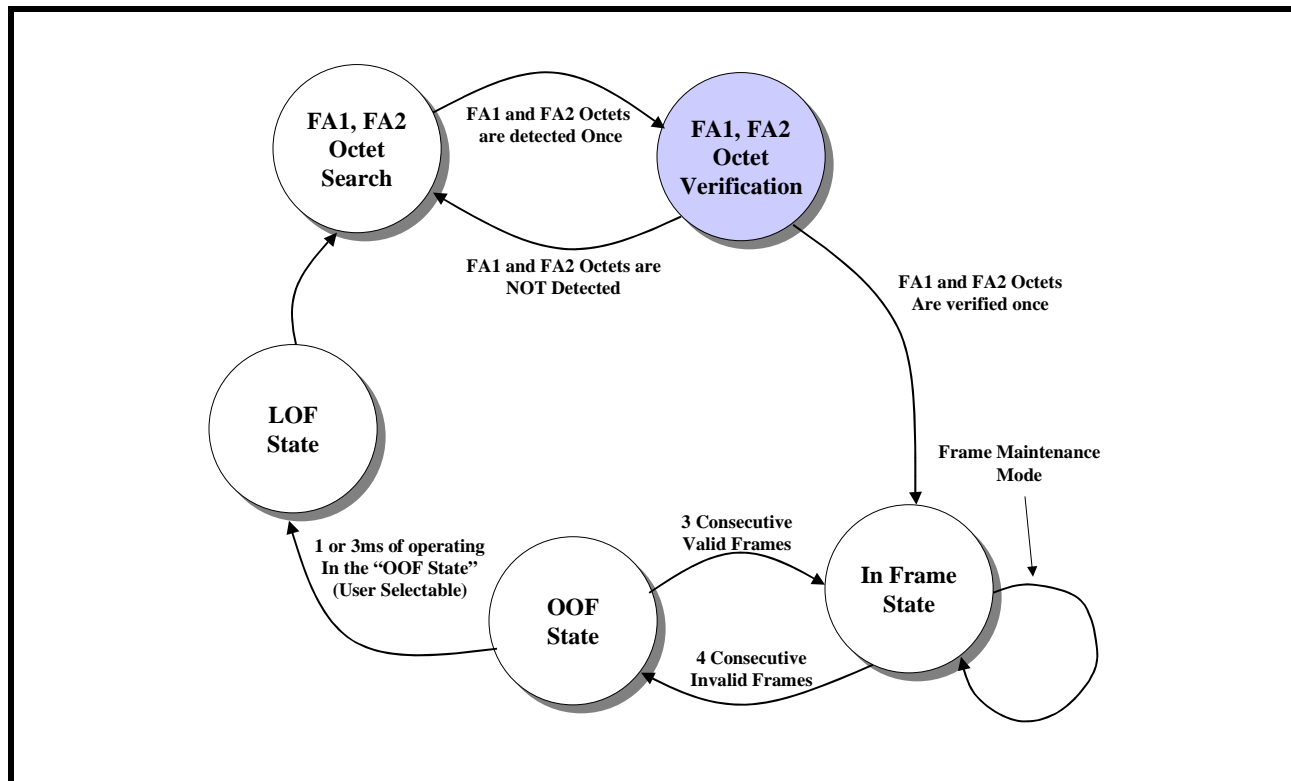 FA1, FA2
Octet
Search
FA1 and FA2 Octets
are detected Once
FA1, FA2
Octet
Verification
FA1 and FA2 Octets are
NOT Detected
FA1 and FA2 Octets
Are verified once
LOF
State
Frame Maintenance
Mode
1 or 3ms of operating
In the “OOF State”
(User Selectable)
3 Consecutive
Valid Frames
OOF
State
In Frame
State
4 Consecutive
Invalid Frames